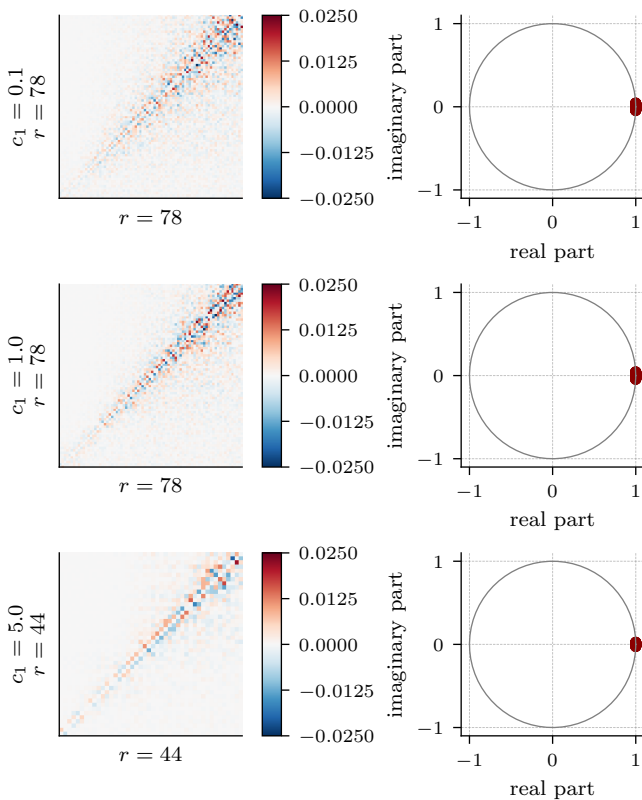 c₁ = 0.1
r = 78
r = 78
0.0250
0.0125
0.0000
−0.0125
−0.0250
imaginary part
1
0
−1
−1 0 1
real part
c₁ = 1.0
r = 78
r = 78
0.0250
0.0125
0.0000
−0.0125
−0.0250
imaginary part
1
0
−1
−1 0 1
real part
c₁ = 5.0
r = 44
r = 44
0.0250
0.0125
0.0000
−0.0125
−0.0250
imaginary part
1
0
−1
−1 0 1
real part